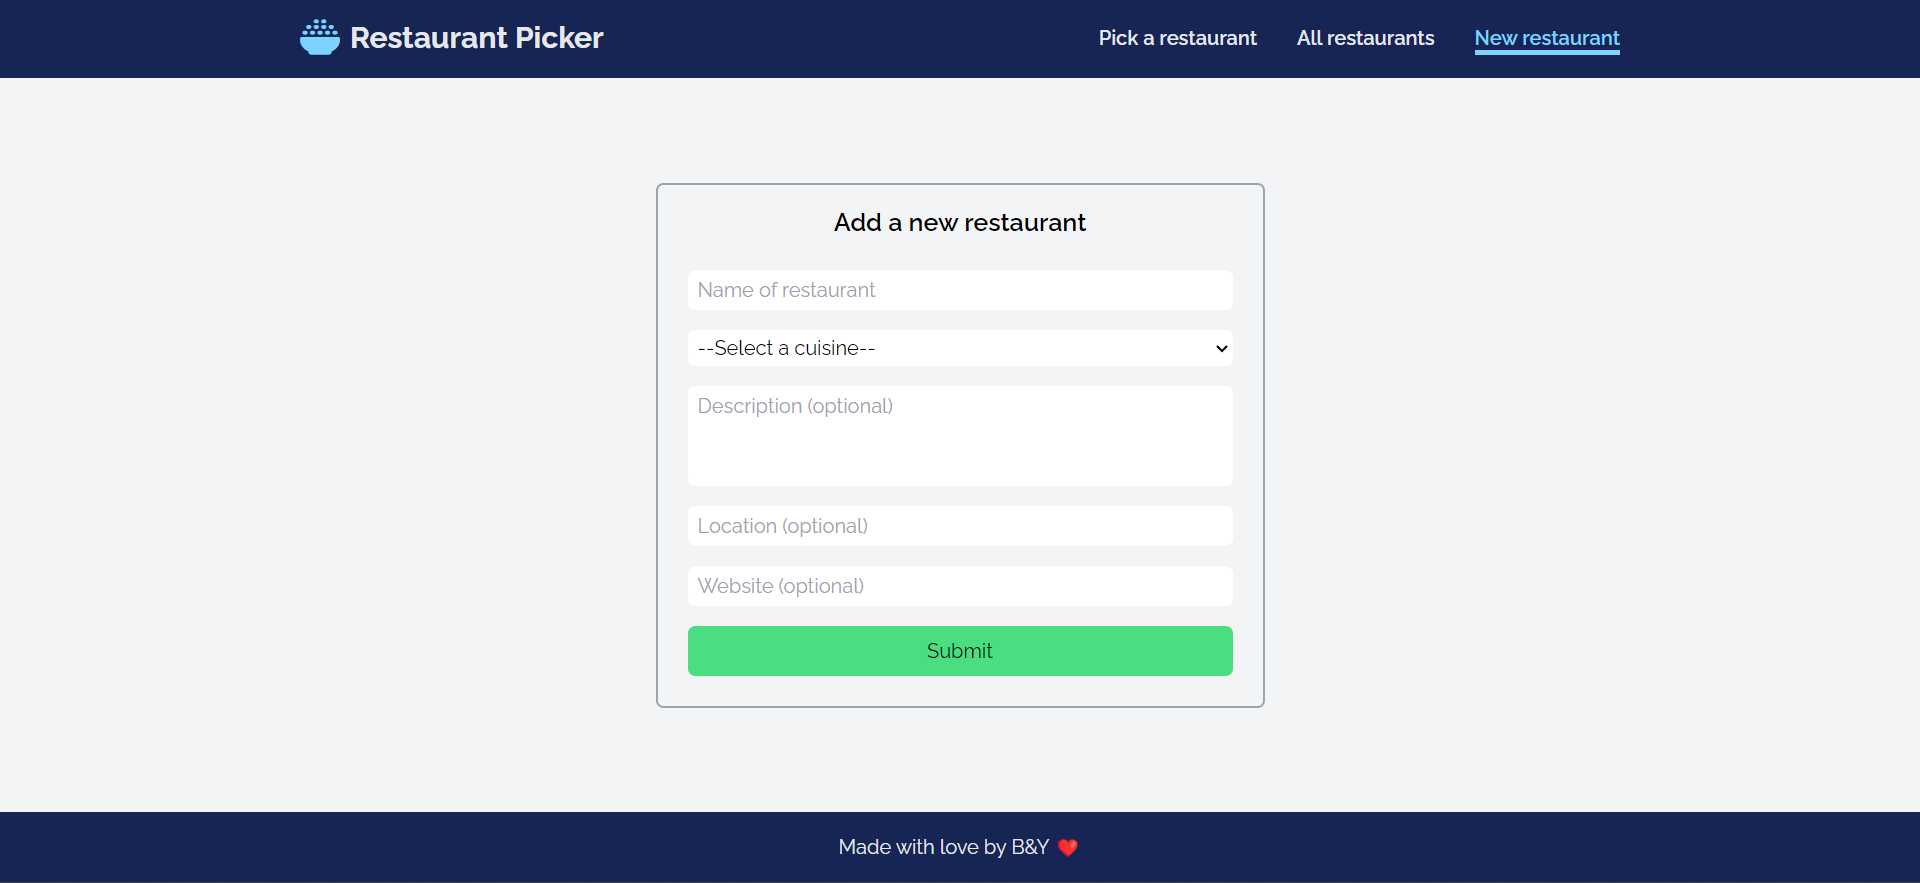 Restaurant Picker
Pick a restaurant
All restaurants
New restaurant
Add a new restaurant
Name of restaurant
--Select a cuisine--
Description (optional)
Location (optional)
Website (optional)
Submit
Made with love by B&Y ❤️